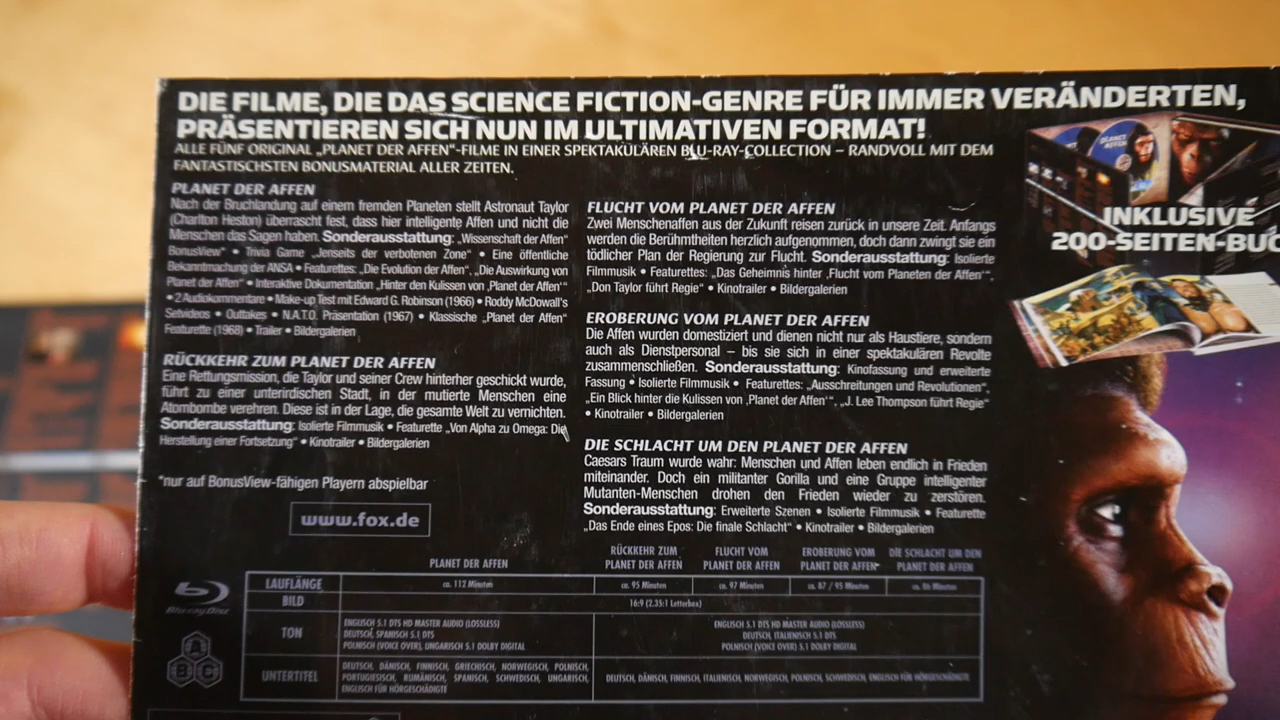 DIE FILME, DIE DAS SCIENCE FICTION-GENRE FÜR IMMER VERÄNDERTEN,
PRÄSENTIEREN SICH NUN IM ULTIMATIVEN FORMAT!
ALLE FÜNF ORIGINAL „PLANET DER AFFEN“-FILME IN EINER SPEKTAKULÄREN BLU-RAY-COLLECTION – RANDVOLL MIT DEM
FANTASTISCHSTEN BONUSMATERIAL ALLER ZEITEN.
PLANET DER AFFEN
Nach der Bruchlandung auf einem fremden Planeten stellt Astronaut Taylor
(Charlton Heston) überrascht fest, dass hier intelligente Affen und nicht die
Menschen das Sagen haben. Sonderausstattung: „Wissenschaft der Affen“
BonusView* • Trivia Game „Jenseits der verbotenen Zone“ • Eine öffentliche
Bekanntmachung der ANSA • Featurettes: „Die Evolution der Affen“, „Die Auswirkung von
Planet der Affen“ • Interaktive Dokumentation „Hinter den Kulissen von ‚Planet der Affen‘“
• 2 Audiokommentare • Make-up Test mit Edward G. Robinson (1966) • Roddy McDowall's
Setvideos • Outtakes • N.A.T.O. Präsentation (1967) • Klassische „Planet der Affen“
Featurette (1968) • Trailer • Bildergalerien
RÜCKKEHR ZUM PLANET DER AFFEN
Eine Rettungsmission, die Taylor und seiner Crew hinterher geschickt wurde,
führt zu einer unterirdischen Stadt, in der mutierte Menschen eine
Atombombe verehren. Diese ist in der Lage, die gesamte Welt zu vernichten.
Sonderausstattung: Isolierte Filmmusik • Featurette „Von Alpha zu Omega: Die
Herstellung einer Fortsetzung“ • Kinotrailer • Bildergalerien
*nur auf BonusView-fähigen Playern abspielbar
www.fox.de
FLUCHT VOM PLANET DER AFFEN
Zwei Menschenaffen aus der Zukunft reisen zurück in unsere Zeit. Anfangs
werden die Berühmtheiten herzlich aufgenommen, doch dann zwingt sie ein
tödlicher Plan der Regierung zur Flucht. Sonderausstattung: Isolierte
Filmmusik • Featurettes: „Das Geheimnis hinter ‚Flucht vom Planeten der Affen‘“,
„Don Taylor führt Regie“ • Kinotrailer • Bildergalerien
EROBERUNG VOM PLANET DER AFFEN
Die Affen wurden domestiziert und dienen nicht nur als Haustiere, sondern
auch als Dienstpersonal – bis sie sich in einer spektakulären Revolte
zusammenschließen. Sonderausstattung: Kinofassung und erweiterte
Fassung • Isolierte Filmmusik • Featurettes: „Ausschreitungen und Revolutionen“,
„Ein Blick hinter die Kulissen von ‚Planet der Affen‘“, „J. Lee Thompson führt Regie“
• Kinotrailer • Bildergalerien
DIE SCHLACHT UM DEN PLANET DER AFFEN
Caesars Traum wurde wahr: Menschen und Affen leben endlich in Frieden
miteinander. Doch ein militanter Gorilla und eine Gruppe intelligenter
Mutanten-Menschen drohen den Frieden wieder zu zerstören.
Sonderausstattung: Erweiterte Szenen • Isolierte Filmmusik • Featurette
„Das Ende eines Epos: Die finale Schlacht“ • Kinotrailer • Bildergalerien
INKLUSIVE
200-SEITEN-BUC
PLANET DER AFFEN
RÜCKKEHR ZUM PLANET DER AFFEN
FLUCHT VOM PLANET DER AFFEN
EROBERUNG VOM PLANET DER AFFEN
DIE SCHLACHT UM DEN PLANET DER AFFEN
LAUFLÄNGE ca. 112 Minuten ca. 95 Minuten ca. 97 Minuten ca. 87 / 95 Minuten ca. 86 Minuten
BILD 16:9 (2.35:1 Letterbox)
TON
ENGLISCH 5.1 DTS HD MASTER AUDIO (LOSSLESS)
DEUTSCH, SPANISCH 5.1 DTS
POLNISCH (VOICE OVER), UNGARISCH 5.1 DOLBY DIGITAL
ENGLISCH 5.1 DTS HD MASTER AUDIO (LOSSLESS)
DEUTSCH, ITALIENISCH 5.1 DTS
POLNISCH (VOICE OVER) 5.1 DOLBY DIGITAL
UNTERTITEL
DEUTSCH, DÄNISCH, FINNISCH, GRIECHISCH, NORWEGISCH, POLNISCH,
PORTUGIESISCH, RUMÄNISCH, SPANISCH, SCHWEDISCH, UNGARISCH,
ENGLISCH FÜR HÖRGESCHÄDIGTE
DEUTSCH, DÄNISCH, FINNISCH, ITALIENISCH, NORWEGISCH, POLNISCH, SCHWEDISCH, ENGLISCH FÜR HÖRGESCHÄDIGTE
Blu-ray Disc
A
B C